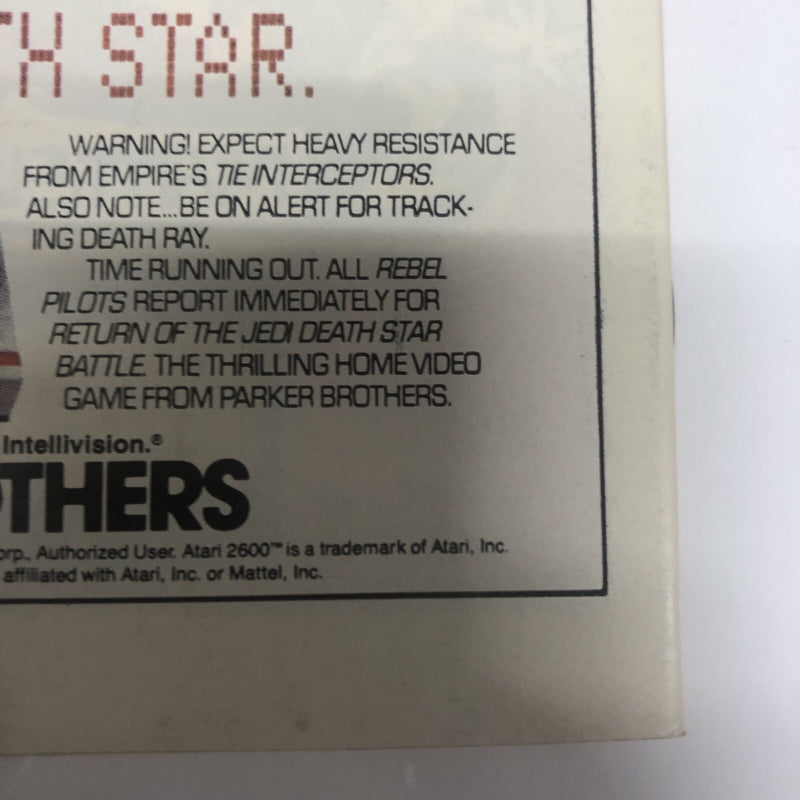 TH STAR.
WARNING! EXPECT HEAVY RESISTANCE
FROM EMPIRE'S TIE INTERCEPTORS.
ALSO NOTE...BE ON ALERT FOR TRACK-
ING DEATH RAY.
TIME RUNNING OUT. ALL REBEL
PILOTS REPORT IMMEDIATELY FOR
RETURN OF THE JEDI DEATH STAR
BATTLE. THE THRILLING HOME VIDEO
GAME FROM PARKER BROTHERS.
Intellivision.®
OTHERS
orp., Authorized User. Atari 2600™ is a trademark of Atari, Inc.
affiliated with Atari, Inc. or Mattel, Inc.